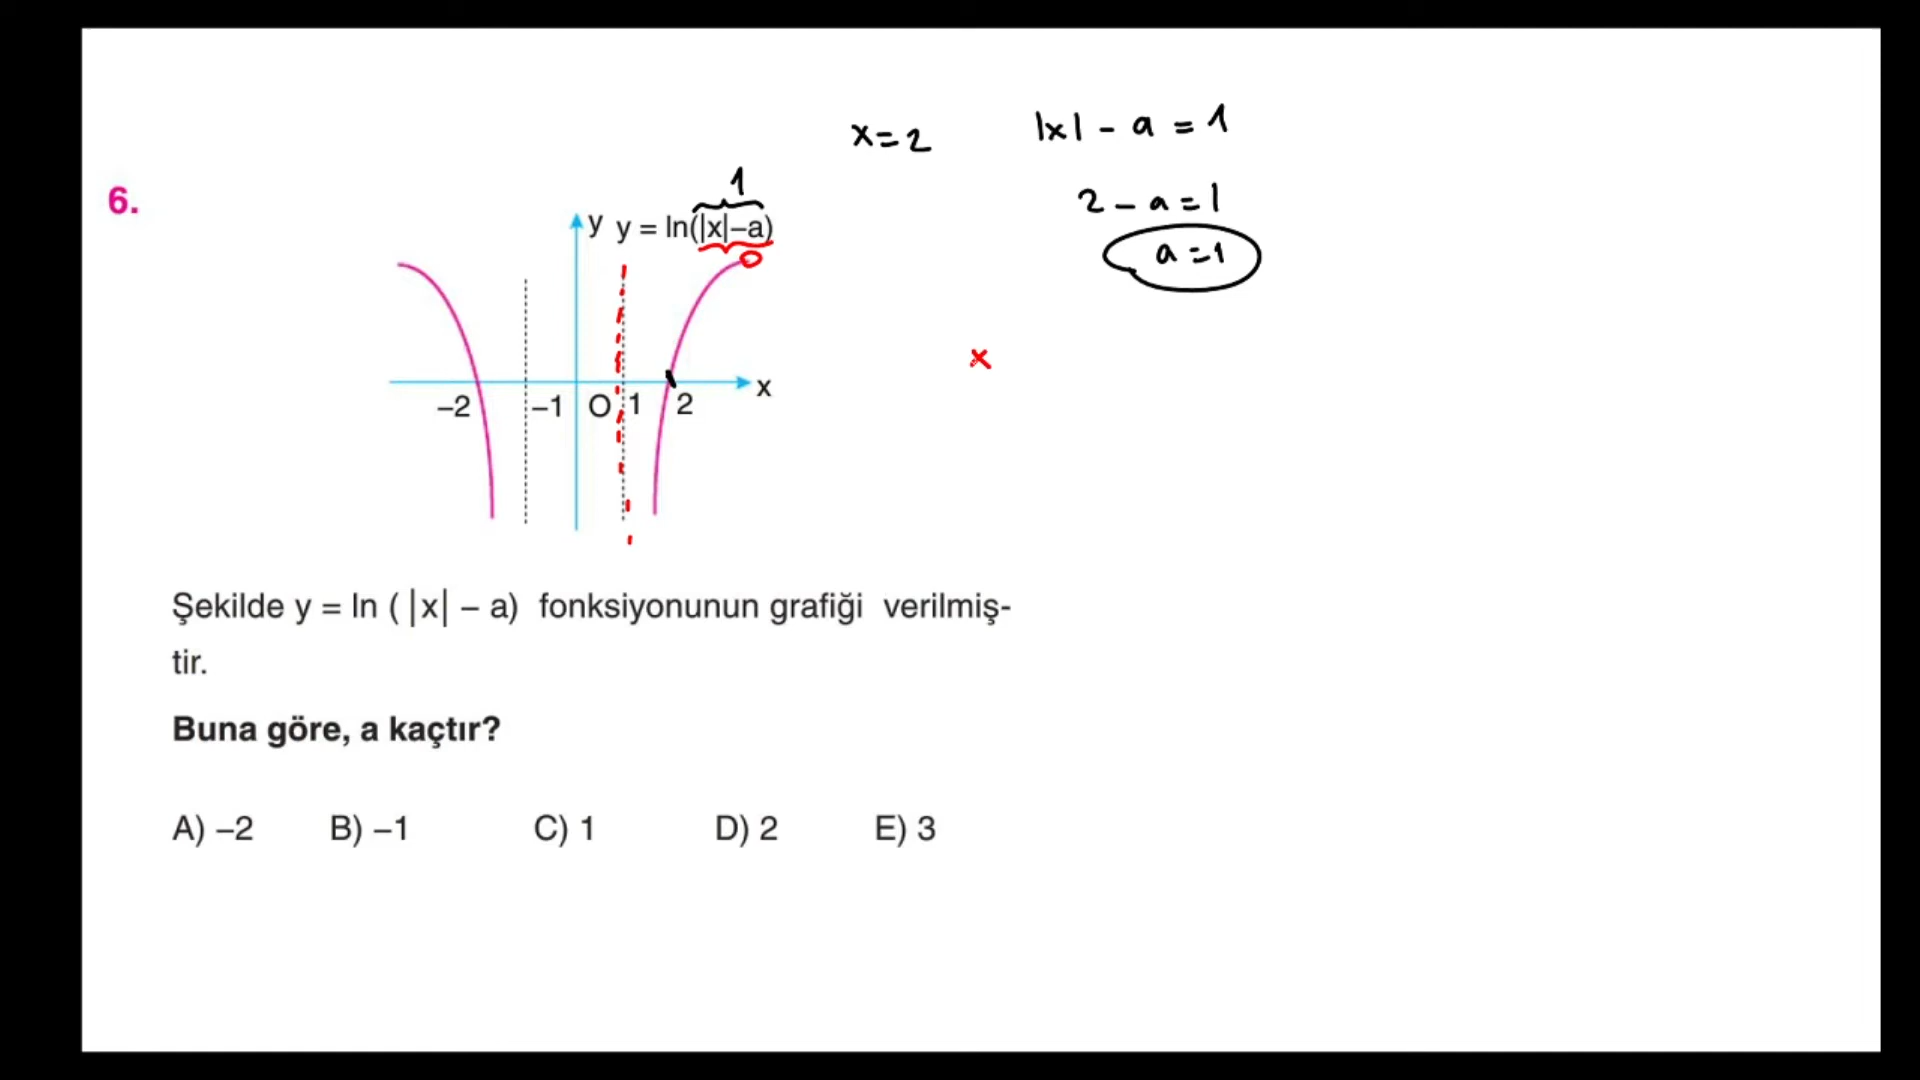 x=2
|x| - a = 1
1
2 - a = 1
6.
y
y = ln(|x|–a)
0
a = 1
x
x
–2
–1
O
1
2
Şekilde y = ln ( |x| – a) fonksiyonunun grafiği verilmiş-
tir.
Buna göre, a kaçtır?
A) –2 B) –1 C) 1 D) 2 E) 3